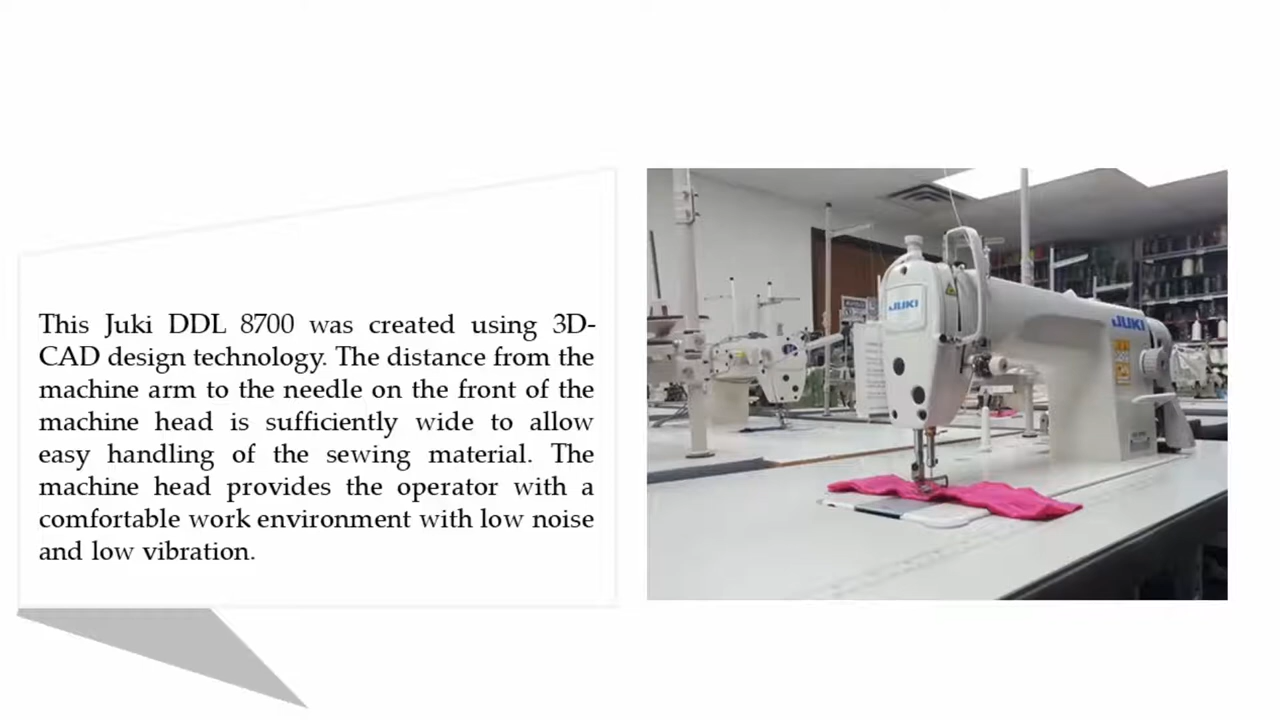 This Juki DDL 8700 was created using 3D-
CAD design technology. The distance from the
machine arm to the needle on the front of the
machine head is sufficiently wide to allow
easy handling of the sewing material. The
machine head provides the operator with a
comfortable work environment with low noise
and low vibration.
JUKI
JUKI